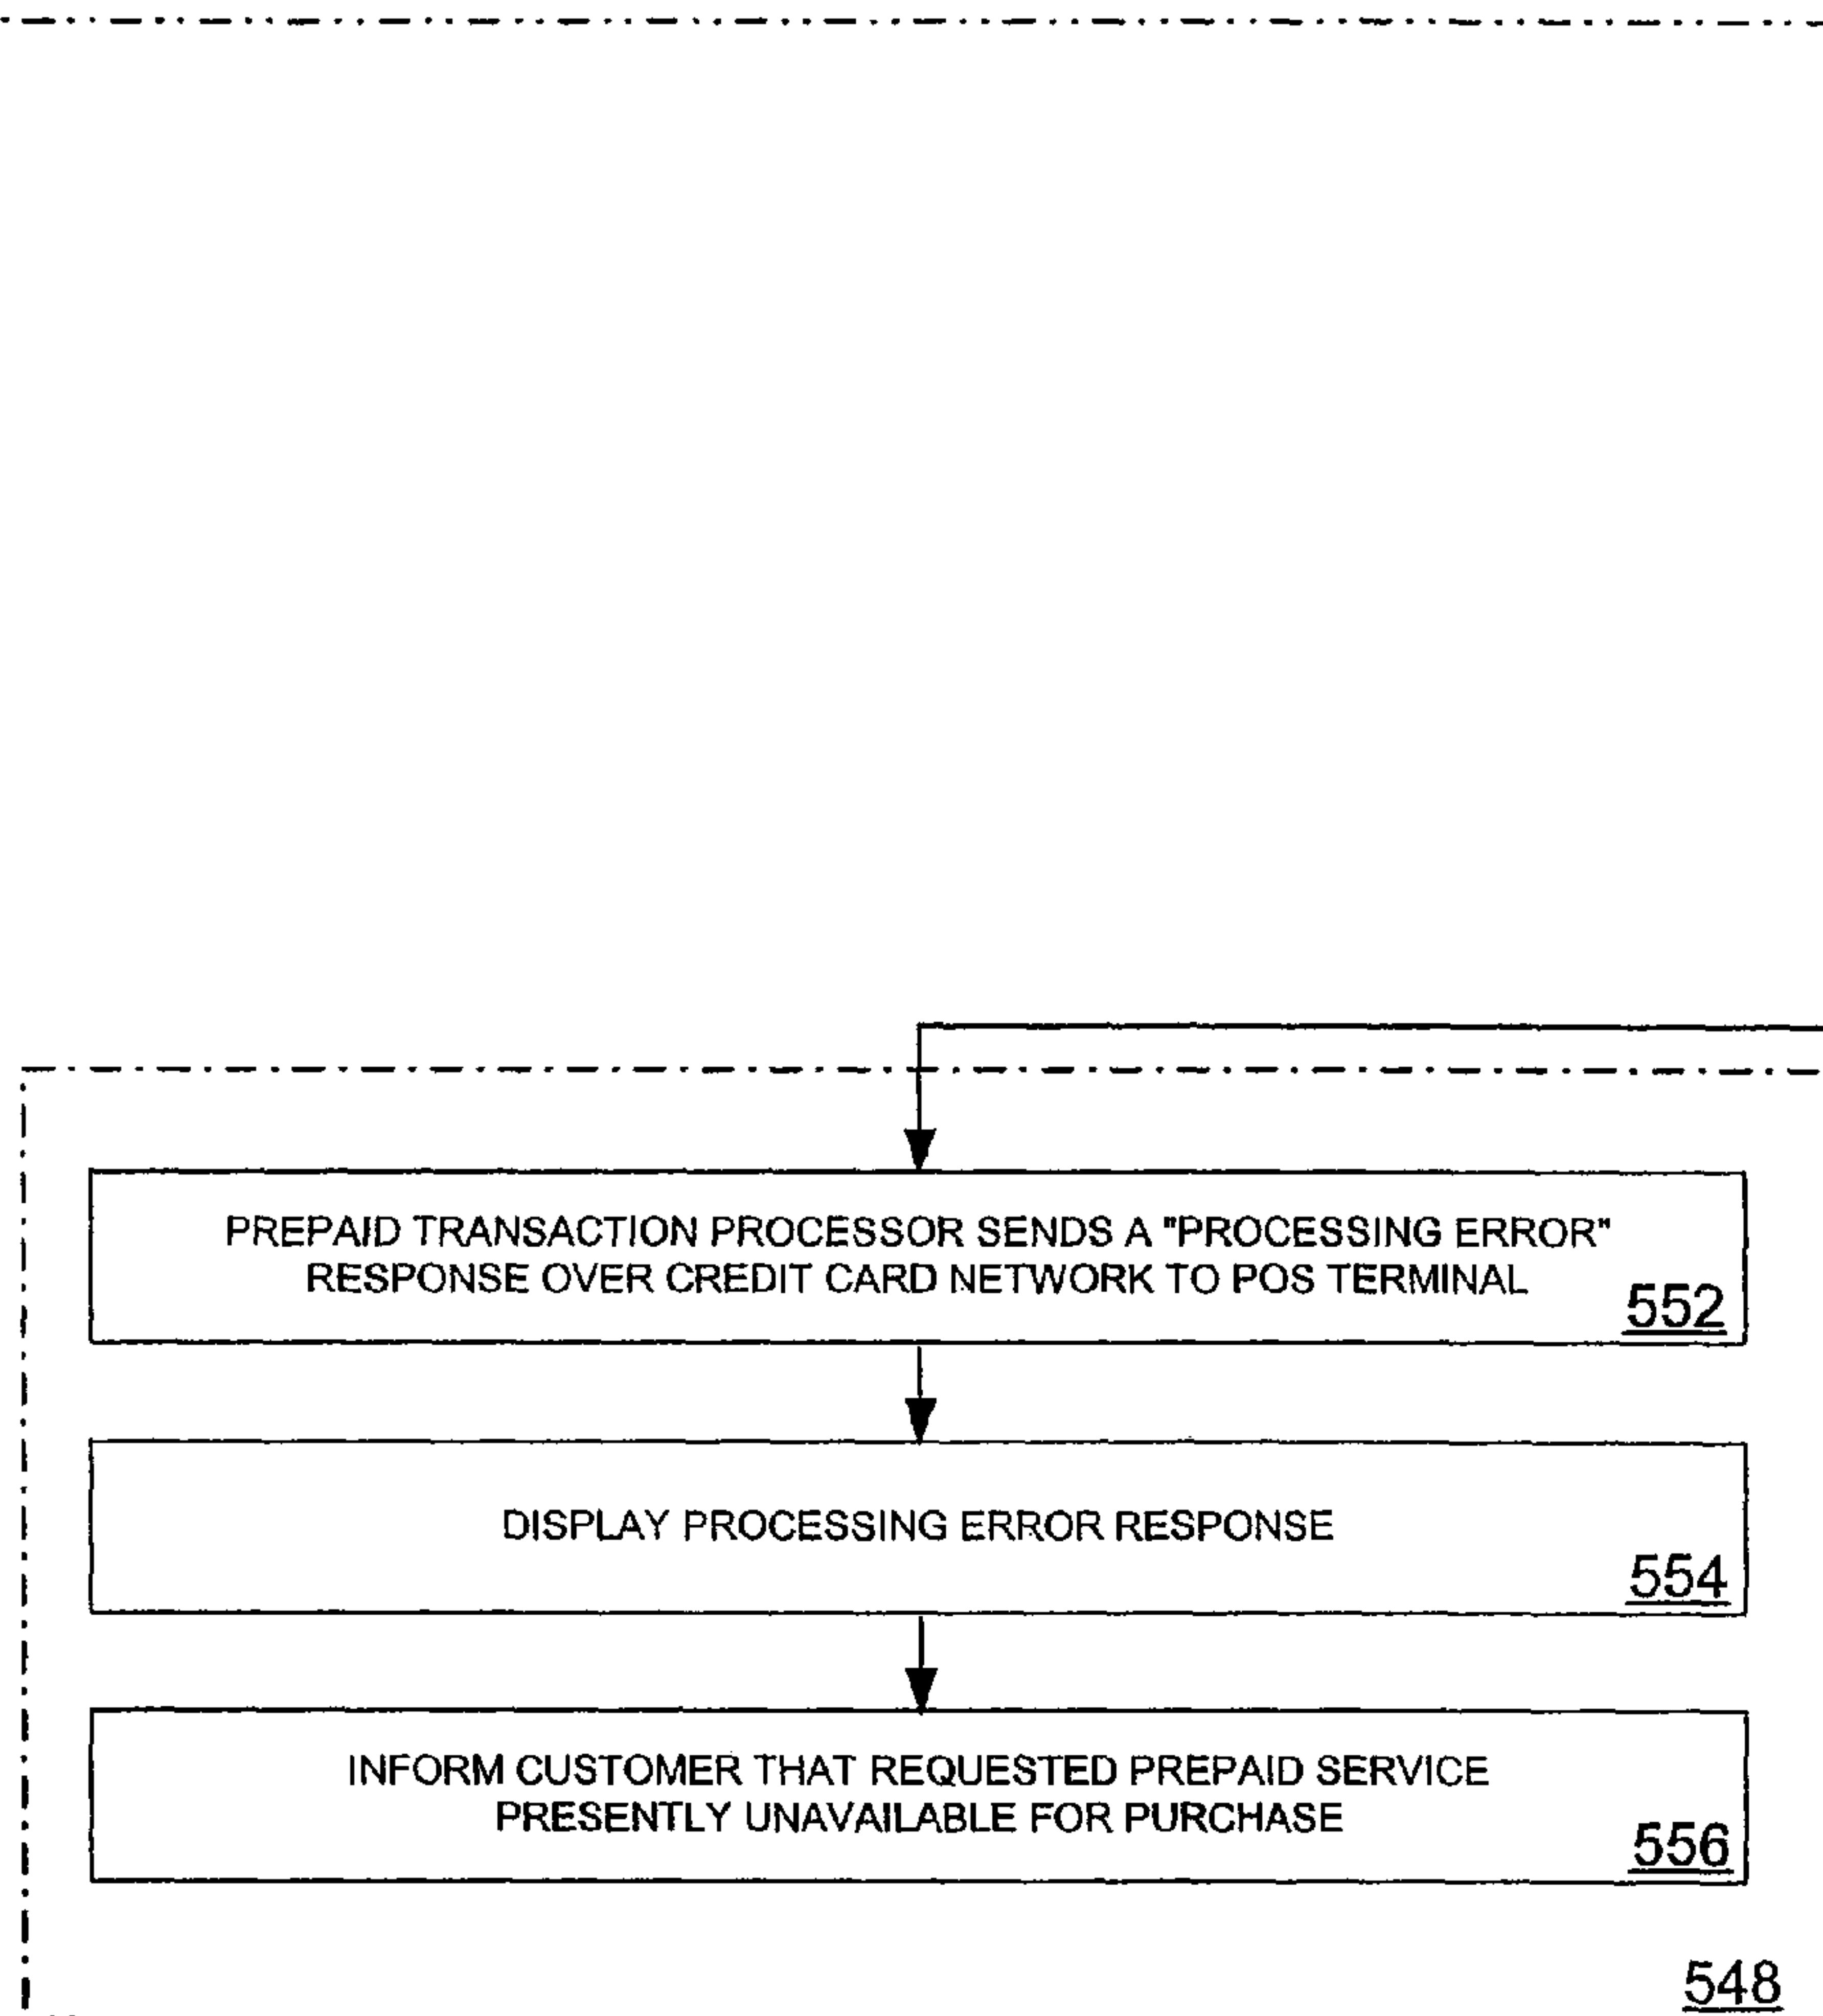 PREPAID TRANSACTION PROCESSOR SENDS A "PROCESSING ERROR"
RESPONSE OVER CREDIT CARD NETWORK TO POS TERMINAL
552
DISPLAY PROCESSING ERROR RESPONSE
554
INFORM CUSTOMER THAT REQUESTED PREPAID SERVICE
PRESENTLY UNAVAILABLE FOR PURCHASE
556
548